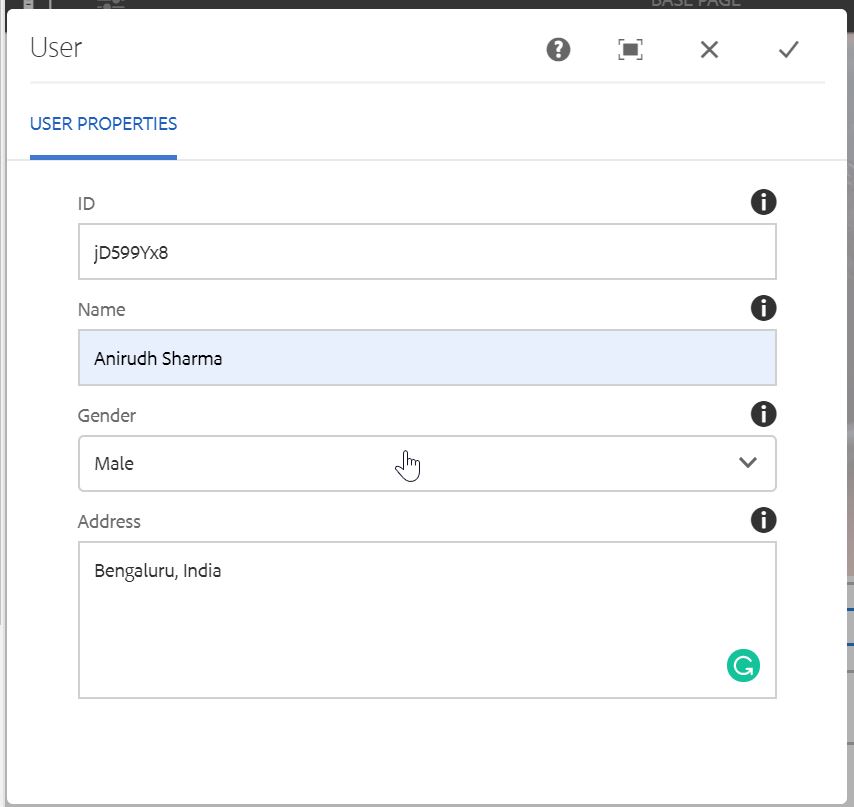 BASE PAGE
User
USER PROPERTIES
ID
jD599Yx8
Name
Anirudh Sharma
Gender
Male
Address
Bengaluru, India